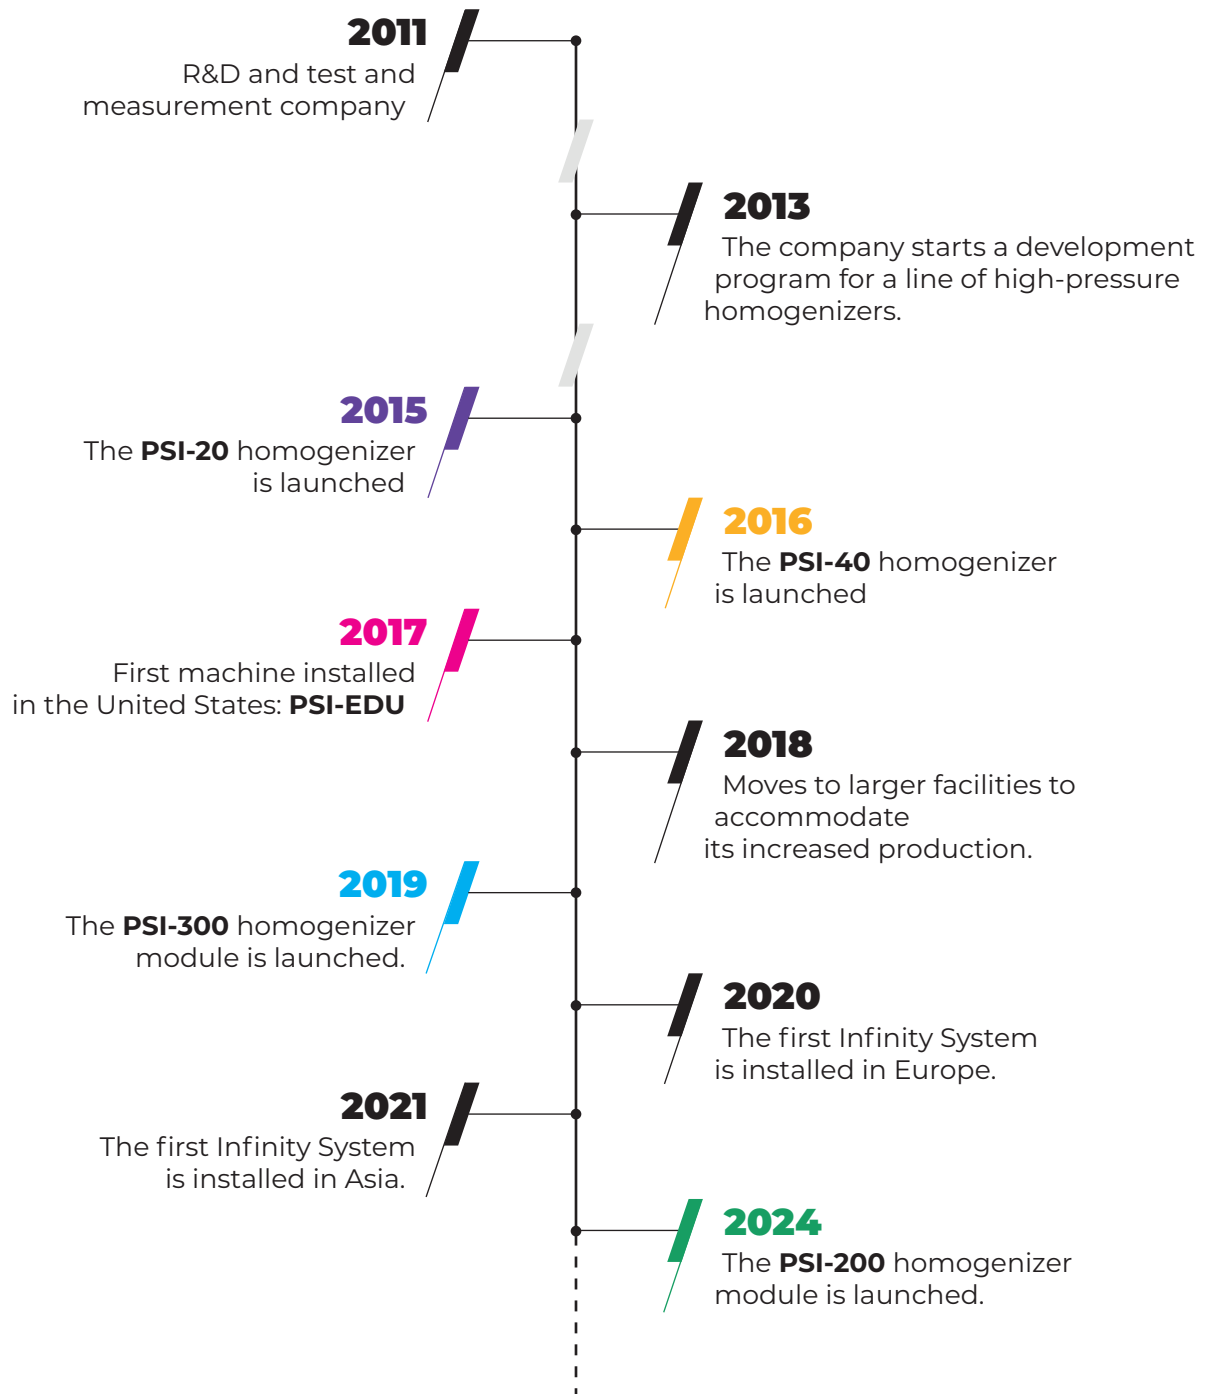 2011
R&D and test and
measurement company
2013
The company starts a development
program for a line of high-pressure
homogenizers.
2015
The PSI-20 homogenizer
is launched
2016
The PSI-40 homogenizer
is launched
2017
First machine installed
in the United States: PSI-EDU
2018
Moves to larger facilities to
accommodate
its increased production.
2019
The PSI-300 homogenizer
module is launched.
2020
The first Infinity System
is installed in Europe.
2021
The first Infinity System
is installed in Asia.
2024
The PSI-200 homogenizer
module is launched.